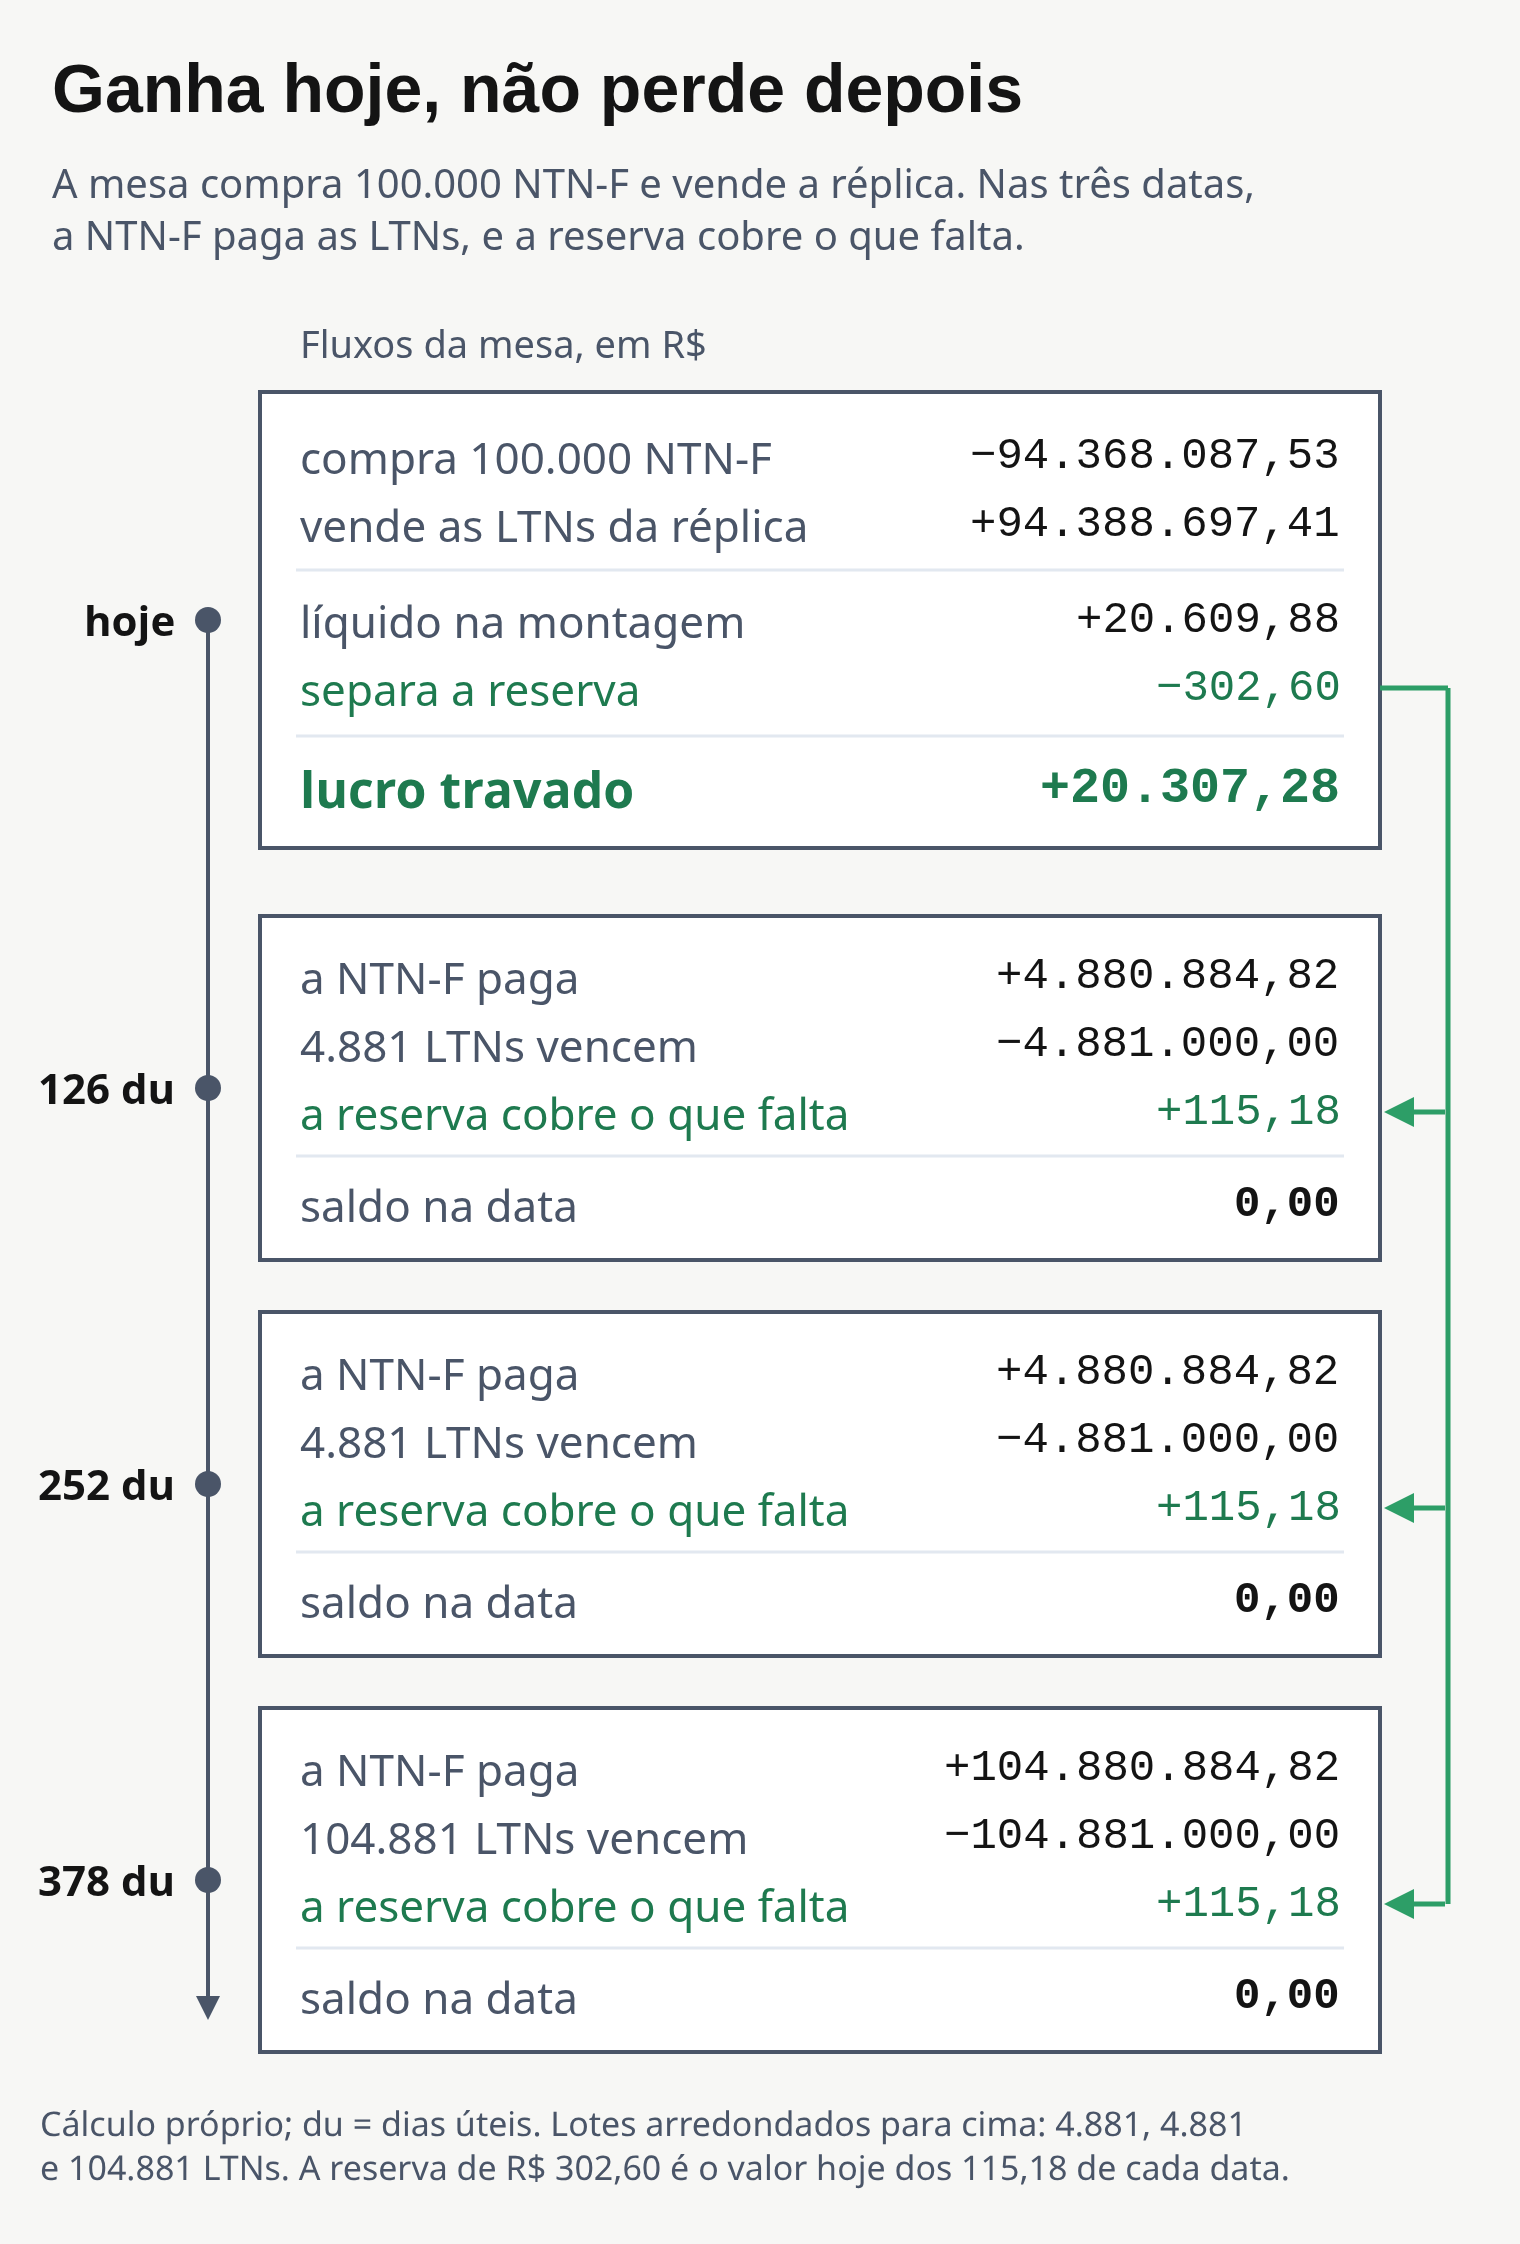 Ganha hoje, não perde depois
A mesa compra 100.000 NTN-F e vende a réplica. Nas três datas,
a NTN-F paga as LTNs, e a reserva cobre o que falta.
Fluxos da mesa, em R$
compra 100.000 NTN-F −94.368.087,53
vende as LTNs da réplica +94.388.697,41
hoje
líquido na montagem +20.609,88
separa a reserva −302,60
lucro travado +20.307,28
a NTN-F paga +4.880.884,82
4.881 LTNs vencem −4.881.000,00
126 du
a reserva cobre o que falta +115,18
saldo na data 0,00
a NTN-F paga +4.880.884,82
4.881 LTNs vencem −4.881.000,00
252 du
a reserva cobre o que falta +115,18
saldo na data 0,00
a NTN-F paga +104.880.884,82
104.881 LTNs vencem −104.881.000,00
378 du
a reserva cobre o que falta +115,18
saldo na data 0,00
Cálculo próprio; du = dias úteis. Lotes arredondados para cima: 4.881, 4.881
e 104.881 LTNs. A reserva de R$ 302,60 é o valor hoje dos 115,18 de cada data.